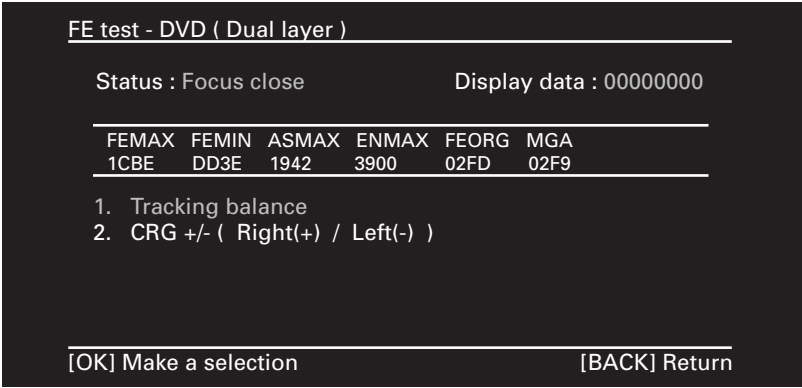 FE test - DVD ( Dual layer )
Status : Focus close Display data : 00000000
FEMAX FEMIN ASMAX ENMAX FEORG MGA
1CBE DD3E 1942 3900 02FD 02F9
1. Tracking balance
2. CRG +/- ( Right(+) / Left(-) )
[OK] Make a selection [BACK] Return